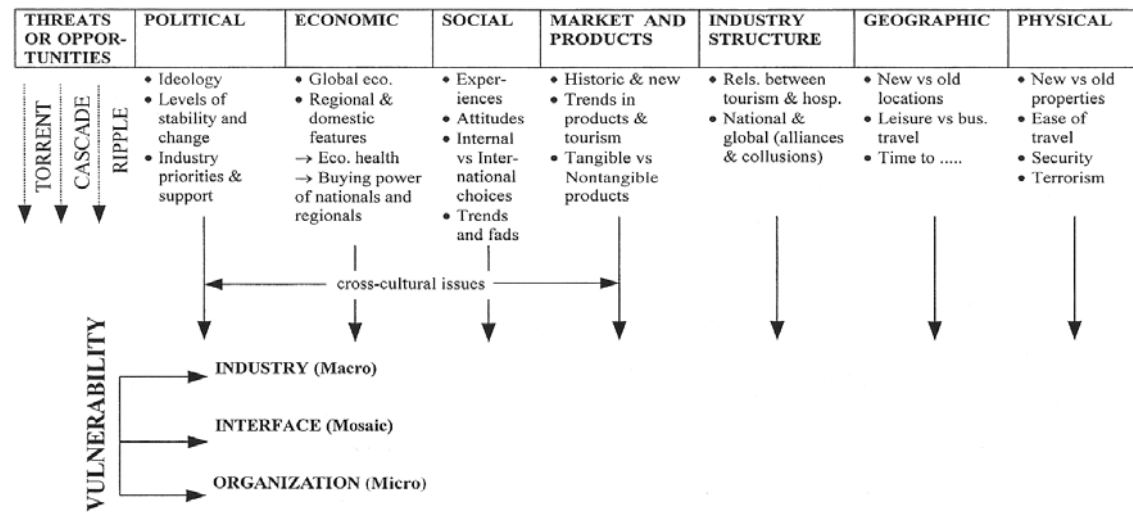 THREATS
OR OPPOR-
TUNITIES
POLITICAL
ECONOMIC
SOCIAL
MARKET AND
PRODUCTS
INDUSTRY
STRUCTURE
GEOGRAPHIC
PHYSICAL
TORRENT
CASCADE
RIPPLE
• Ideology
• Levels of
stability and
change
• Industry
priorities &
support
• Global eco.
• Regional &
domestic
features
→ Eco. health
→ Buying power
of nationals and
regionals
• Exper-
iences
• Attitudes
• Internal
vs Inter-
national
choices
• Trends
and fads
• Historic & new
• Trends in
products &
tourism
• Tangible vs
Nontangible
products
• Rels. between
tourism & hosp.
• National &
global (alliances
& collusions)
• New vs old
locations
• Leisure vs bus.
travel
• Time to .....
• New vs old
properties
• Ease of
travel
• Security
• Terrorism
cross-cultural issues
VULNERABILITY
INDUSTRY (Macro)
INTERFACE (Mosaic)
ORGANIZATION (Micro)